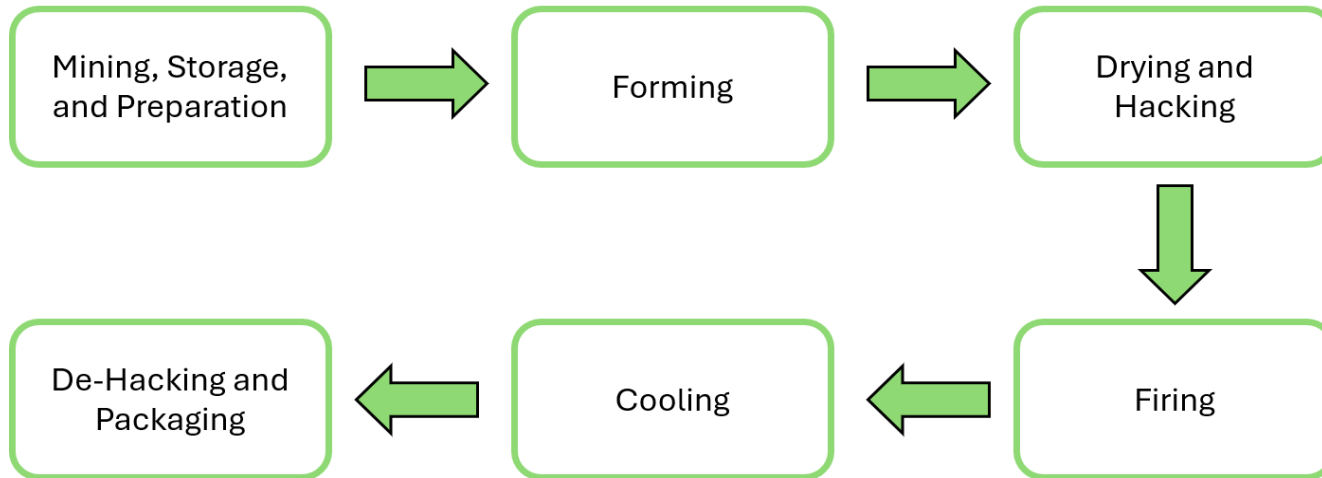 Mining, Storage,
and Preparation
Forming
Drying and
Hacking
Firing
Cooling
De-Hacking and
Packaging